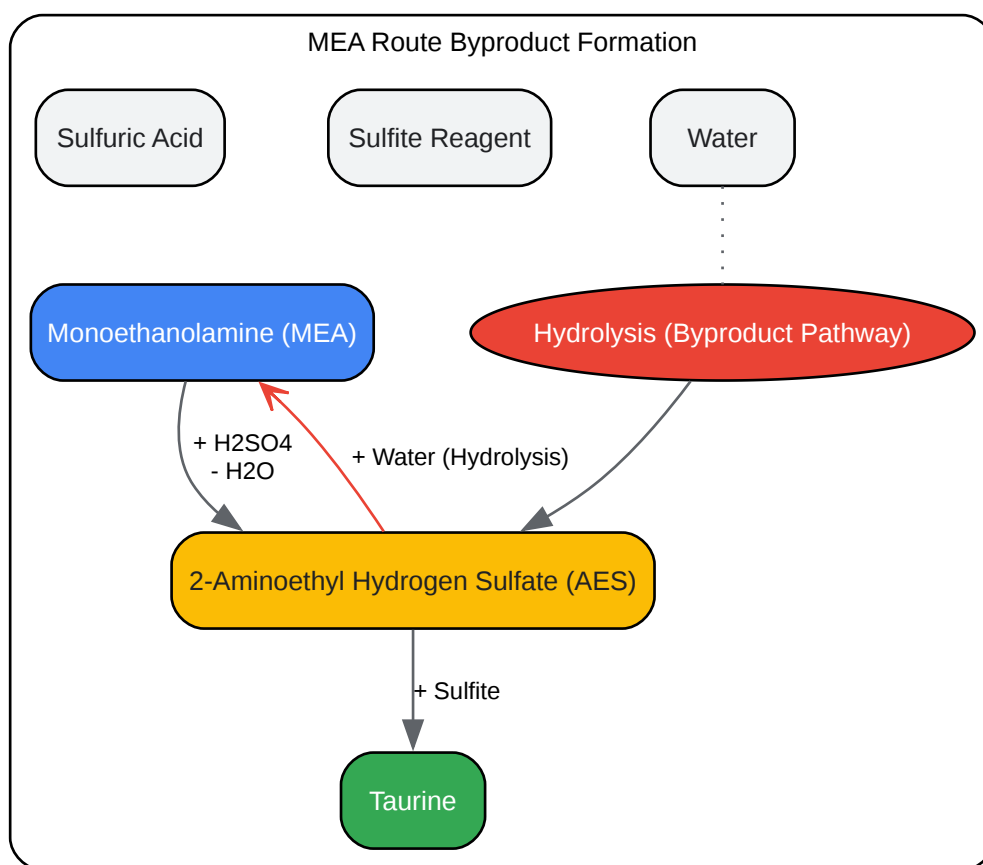 MEA Route Byproduct Formation
Sulfuric Acid
Sulfite Reagent
Water
Monoethanolamine (MEA)
Hydrolysis (Byproduct Pathway)
+ H2SO4
- H2O
+ Water (Hydrolysis)
2-Aminoethyl Hydrogen Sulfate (AES)
+ Sulfite
Taurine